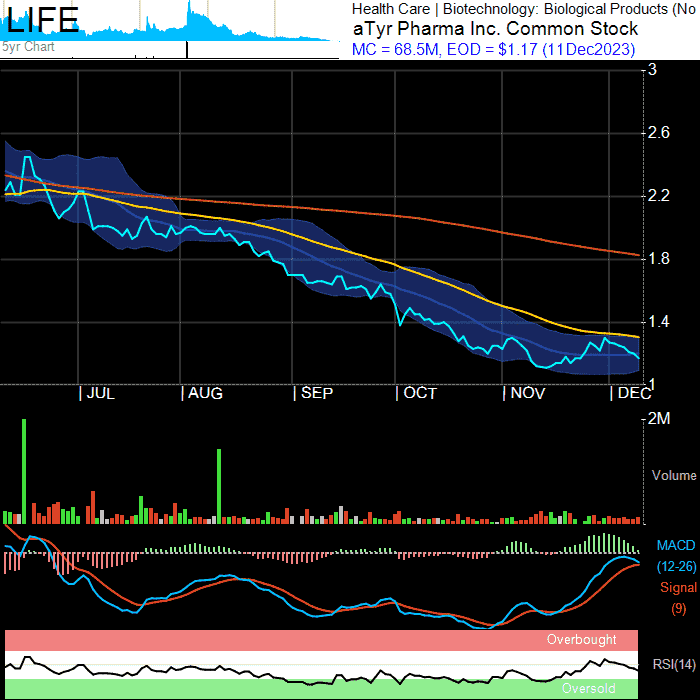 LIFE
5yr Chart
Health Care | Biotechnology: Biological Products (No
aTyr Pharma Inc. Common Stock
MC = 68.5M, EOD = $1.17 (11Dec2023)
3
2.6
2.2
1.8
1.4
1
| JUL | AUG | SEP | OCT | NOV | DEC
2M
Volume
MACD
(12-26)
Signal
(9)
Overbought
RSI(14)
Oversold